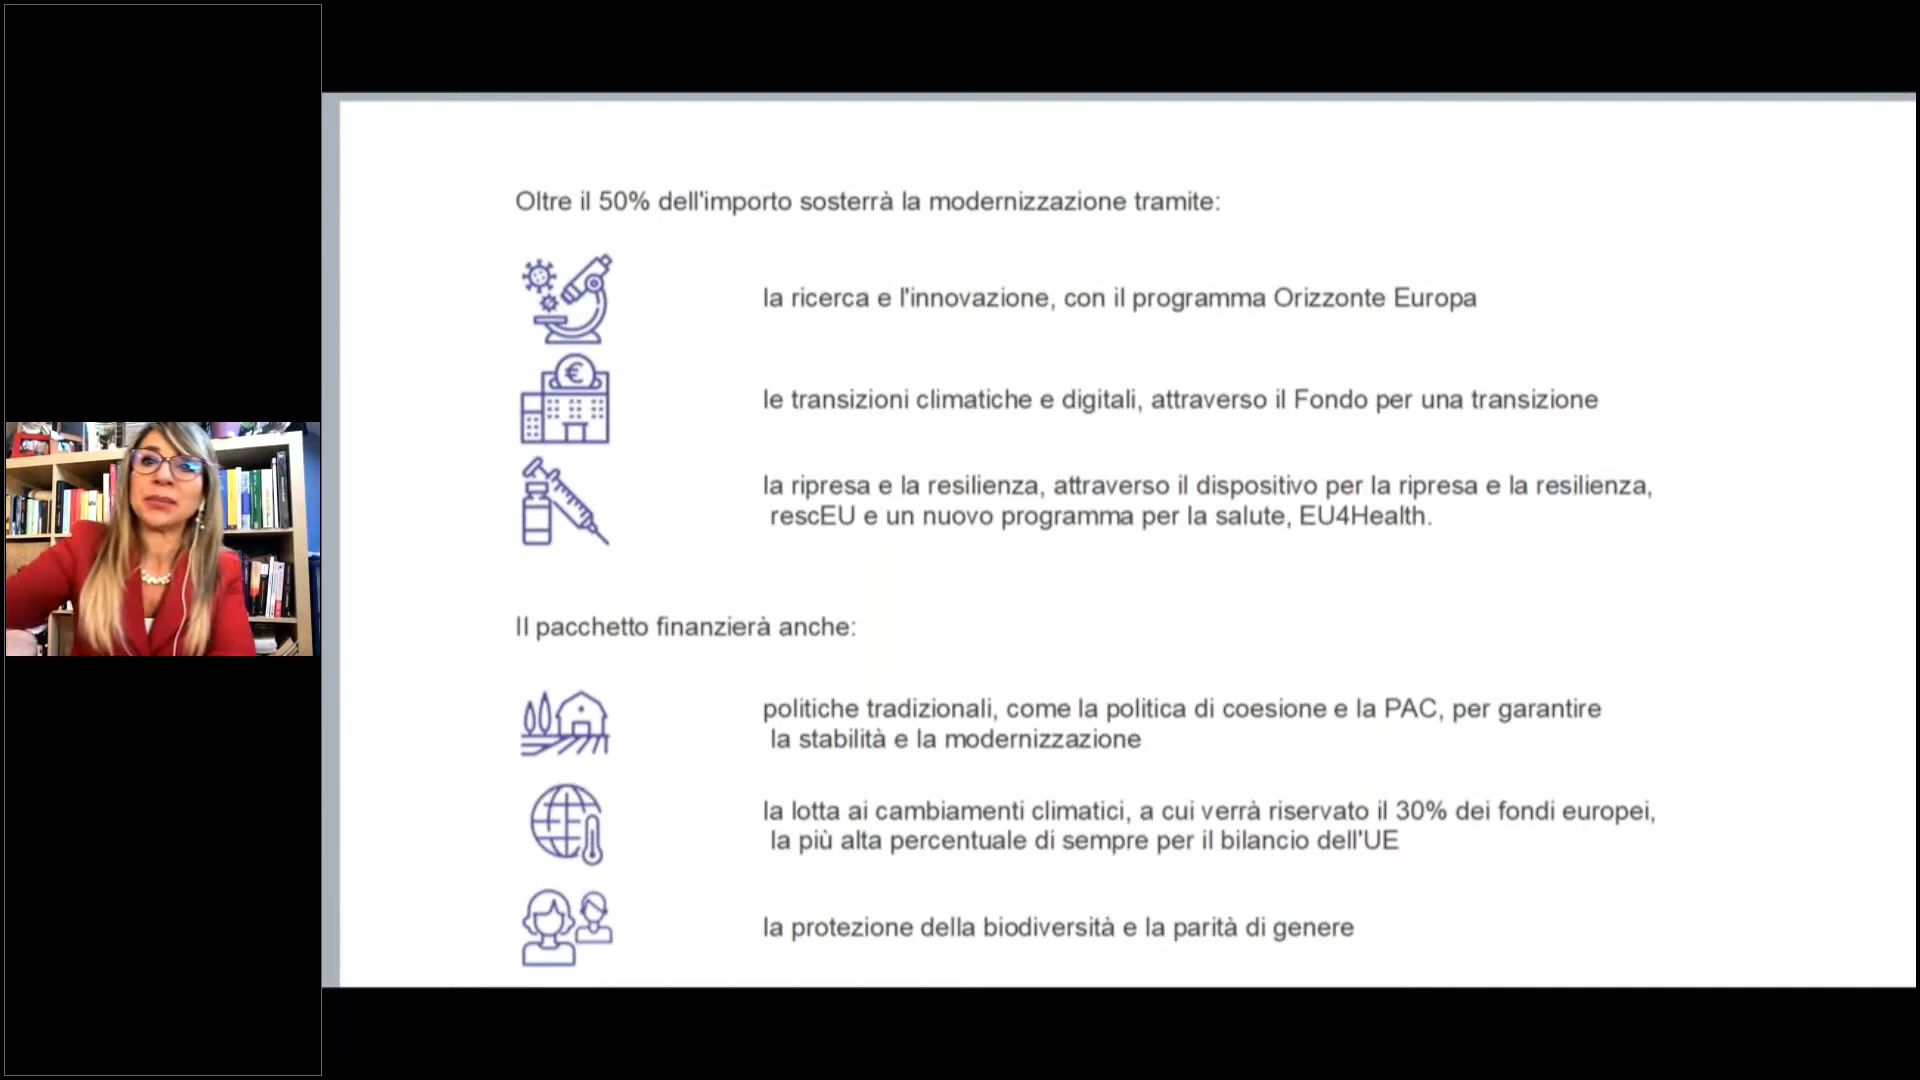 Oltre il 50% dell'importo sosterrà la modernizzazione tramite:
la ricerca e l'innovazione, con il programma Orizzonte Europa
€
le transizioni climatiche e digitali, attraverso il Fondo per una transizione
la ripresa e la resilienza, attraverso il dispositivo per la ripresa e la resilienza,
rescEU e un nuovo programma per la salute, EU4Health.
Il pacchetto finanzierà anche:
politiche tradizionali, come la politica di coesione e la PAC, per garantire
la stabilità e la modernizzazione
la lotta ai cambiamenti climatici, a cui verrà riservato il 30% dei fondi europei,
la più alta percentuale di sempre per il bilancio dell'UE
la protezione della biodiversità e la parità di genere